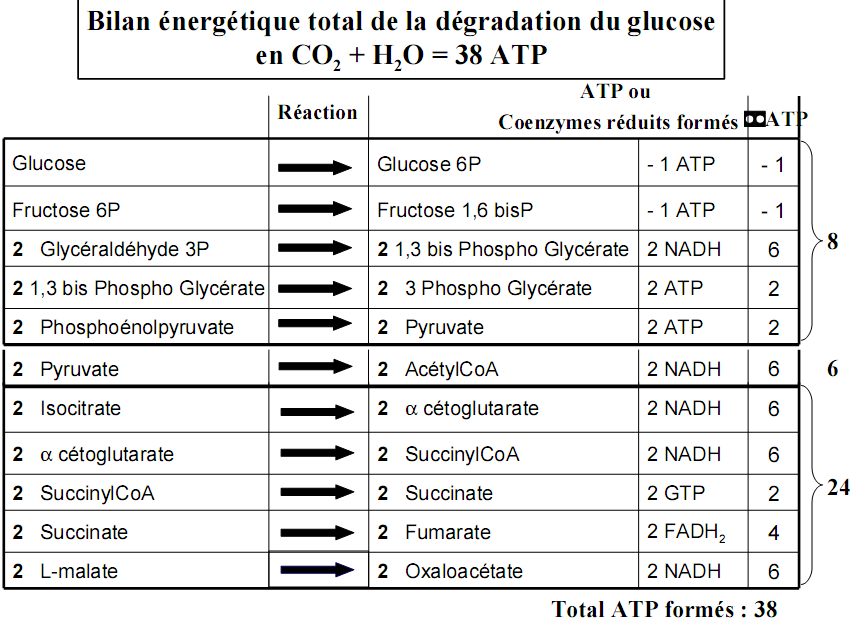 Bilan énergétique total de la dégradation du glucose
en CO₂ + H₂O = 38 ATP
Réaction
ATP ou
Coenzymes réduits formés
ATP
Glucose Glucose 6P - 1 ATP - 1
Fructose 6P Fructose 1,6 bisP - 1 ATP - 1
2 Glycéraldéhyde 3P 2 1,3 bis Phospho Glycérate 2 NADH 6
8
2 1,3 bis Phospho Glycérate 2 3 Phospho Glycérate 2 ATP 2
2 Phosphoénolpyruvate 2 Pyruvate 2 ATP 2
2 Pyruvate 2 AcétylCoA 2 NADH 6 6
2 Isocitrate 2 α cétoglutarate 2 NADH 6
2 α cétoglutarate 2 SuccinylCoA 2 NADH 6
2 SuccinylCoA 2 Succinate 2 GTP 2 24
2 Succinate 2 Fumarate 2 FADH₂ 4
2 L-malate 2 Oxaloacétate 2 NADH 6
Total ATP formés : 38